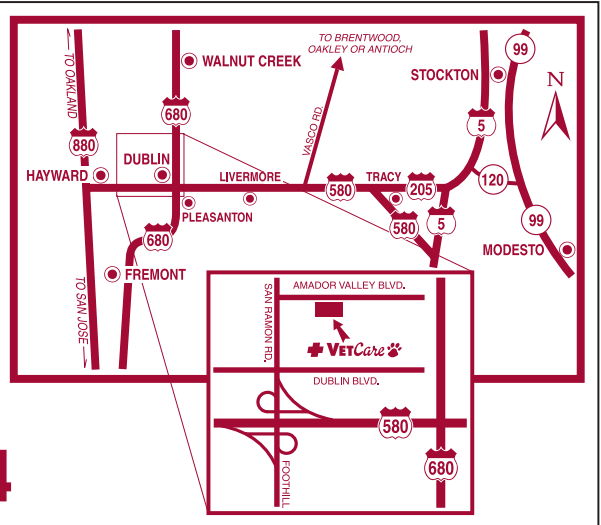 TO BRENTWOOD,
OAKLEY OR ANTIOCH
99
TO OAKLAND
WALNUT CREEK
STOCKTON
N
680
VASCO RD.
5
880
DUBLIN
HAYWARD
LIVERMORE
580
TRACY
205
120
PLEASANTON
580
5
99
680
MODESTO
FREMONT
TO SAN JOSE
AMADOR VALLEY BLVD.
SAN RAMON RD.
VETCare
DUBLIN BLVD.
580
680
FOOTHILL
4